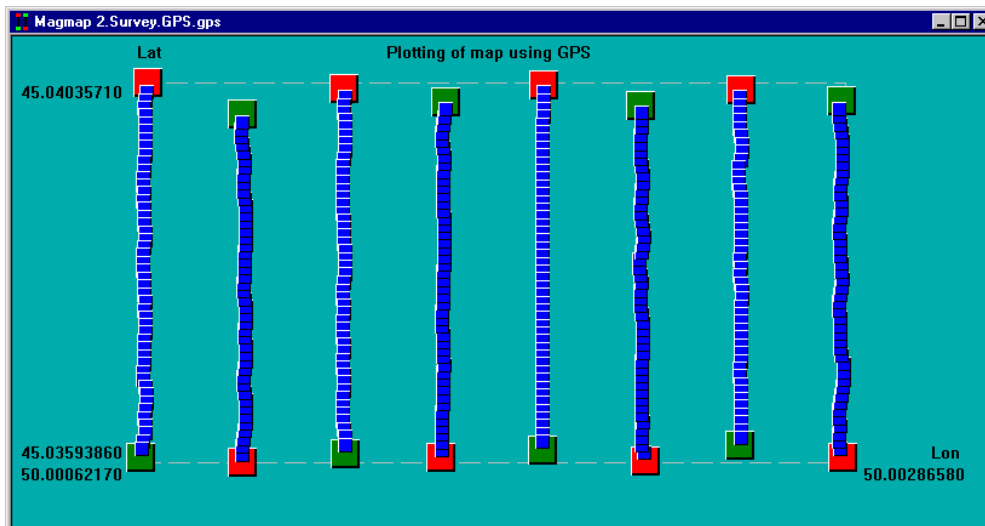 Magmap 2.Survey.GPS.gps
Lat Plotting of map using GPS
45.04035710
45.03593860 Lon
50.00062170 50.00286580